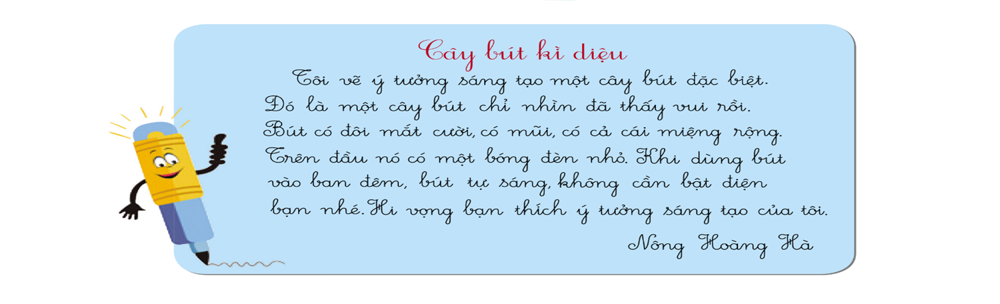 Cây bút kì diệu
Tôi vẽ ý tưởng sáng tạo một cây bút đặc biệt.
Đó là một cây bút chỉ nhìn đã thấy vui rồi.
Bút có đôi mắt cười, có mũi, có cả cái miệng rộng.
Trên đầu nó có một bóng đèn nhỏ. Khi dùng bút
vào ban đêm, bút tự sáng, không cần bật điện
bạn nhé. Hi vọng bạn thích ý tưởng sáng tạo của tôi.
Nông Hoàng Hà